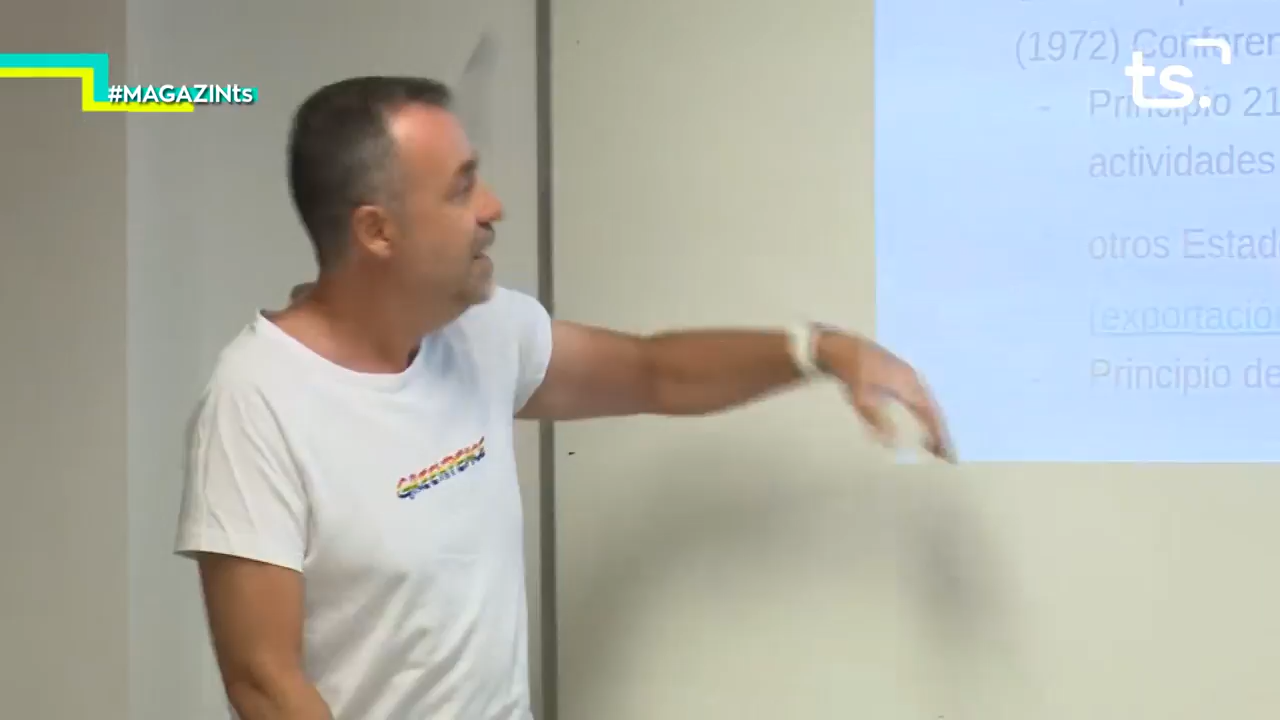 #MAGAZINts
ts.
(1972) Conferen
- Principio 21
actividades
otros Estad
(exportacio
- Principio de